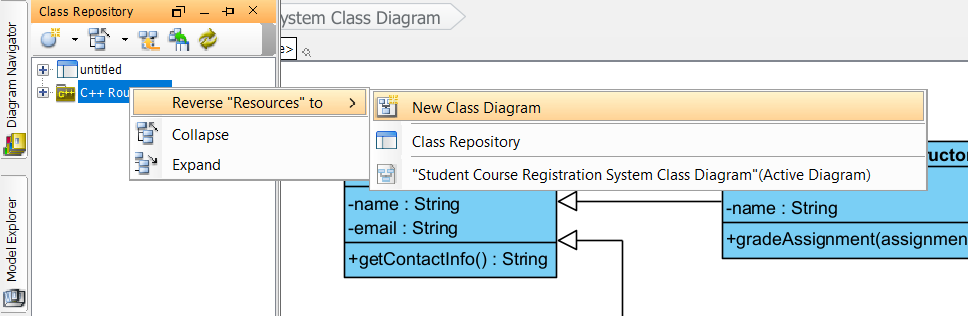 Class Repository
Diagram Navigator
Model Explorer
ystem Class Diagram
e>
untitled
C++ Rou
Reverse "Resources" to
Collapse
Expand
New Class Diagram
Class Repository
"Student Course Registration System Class Diagram"(Active Diagram)
-name : String
-email : String
+getContactInfo() : String
ructor
-name : String
+gradeAssignment(assignmen